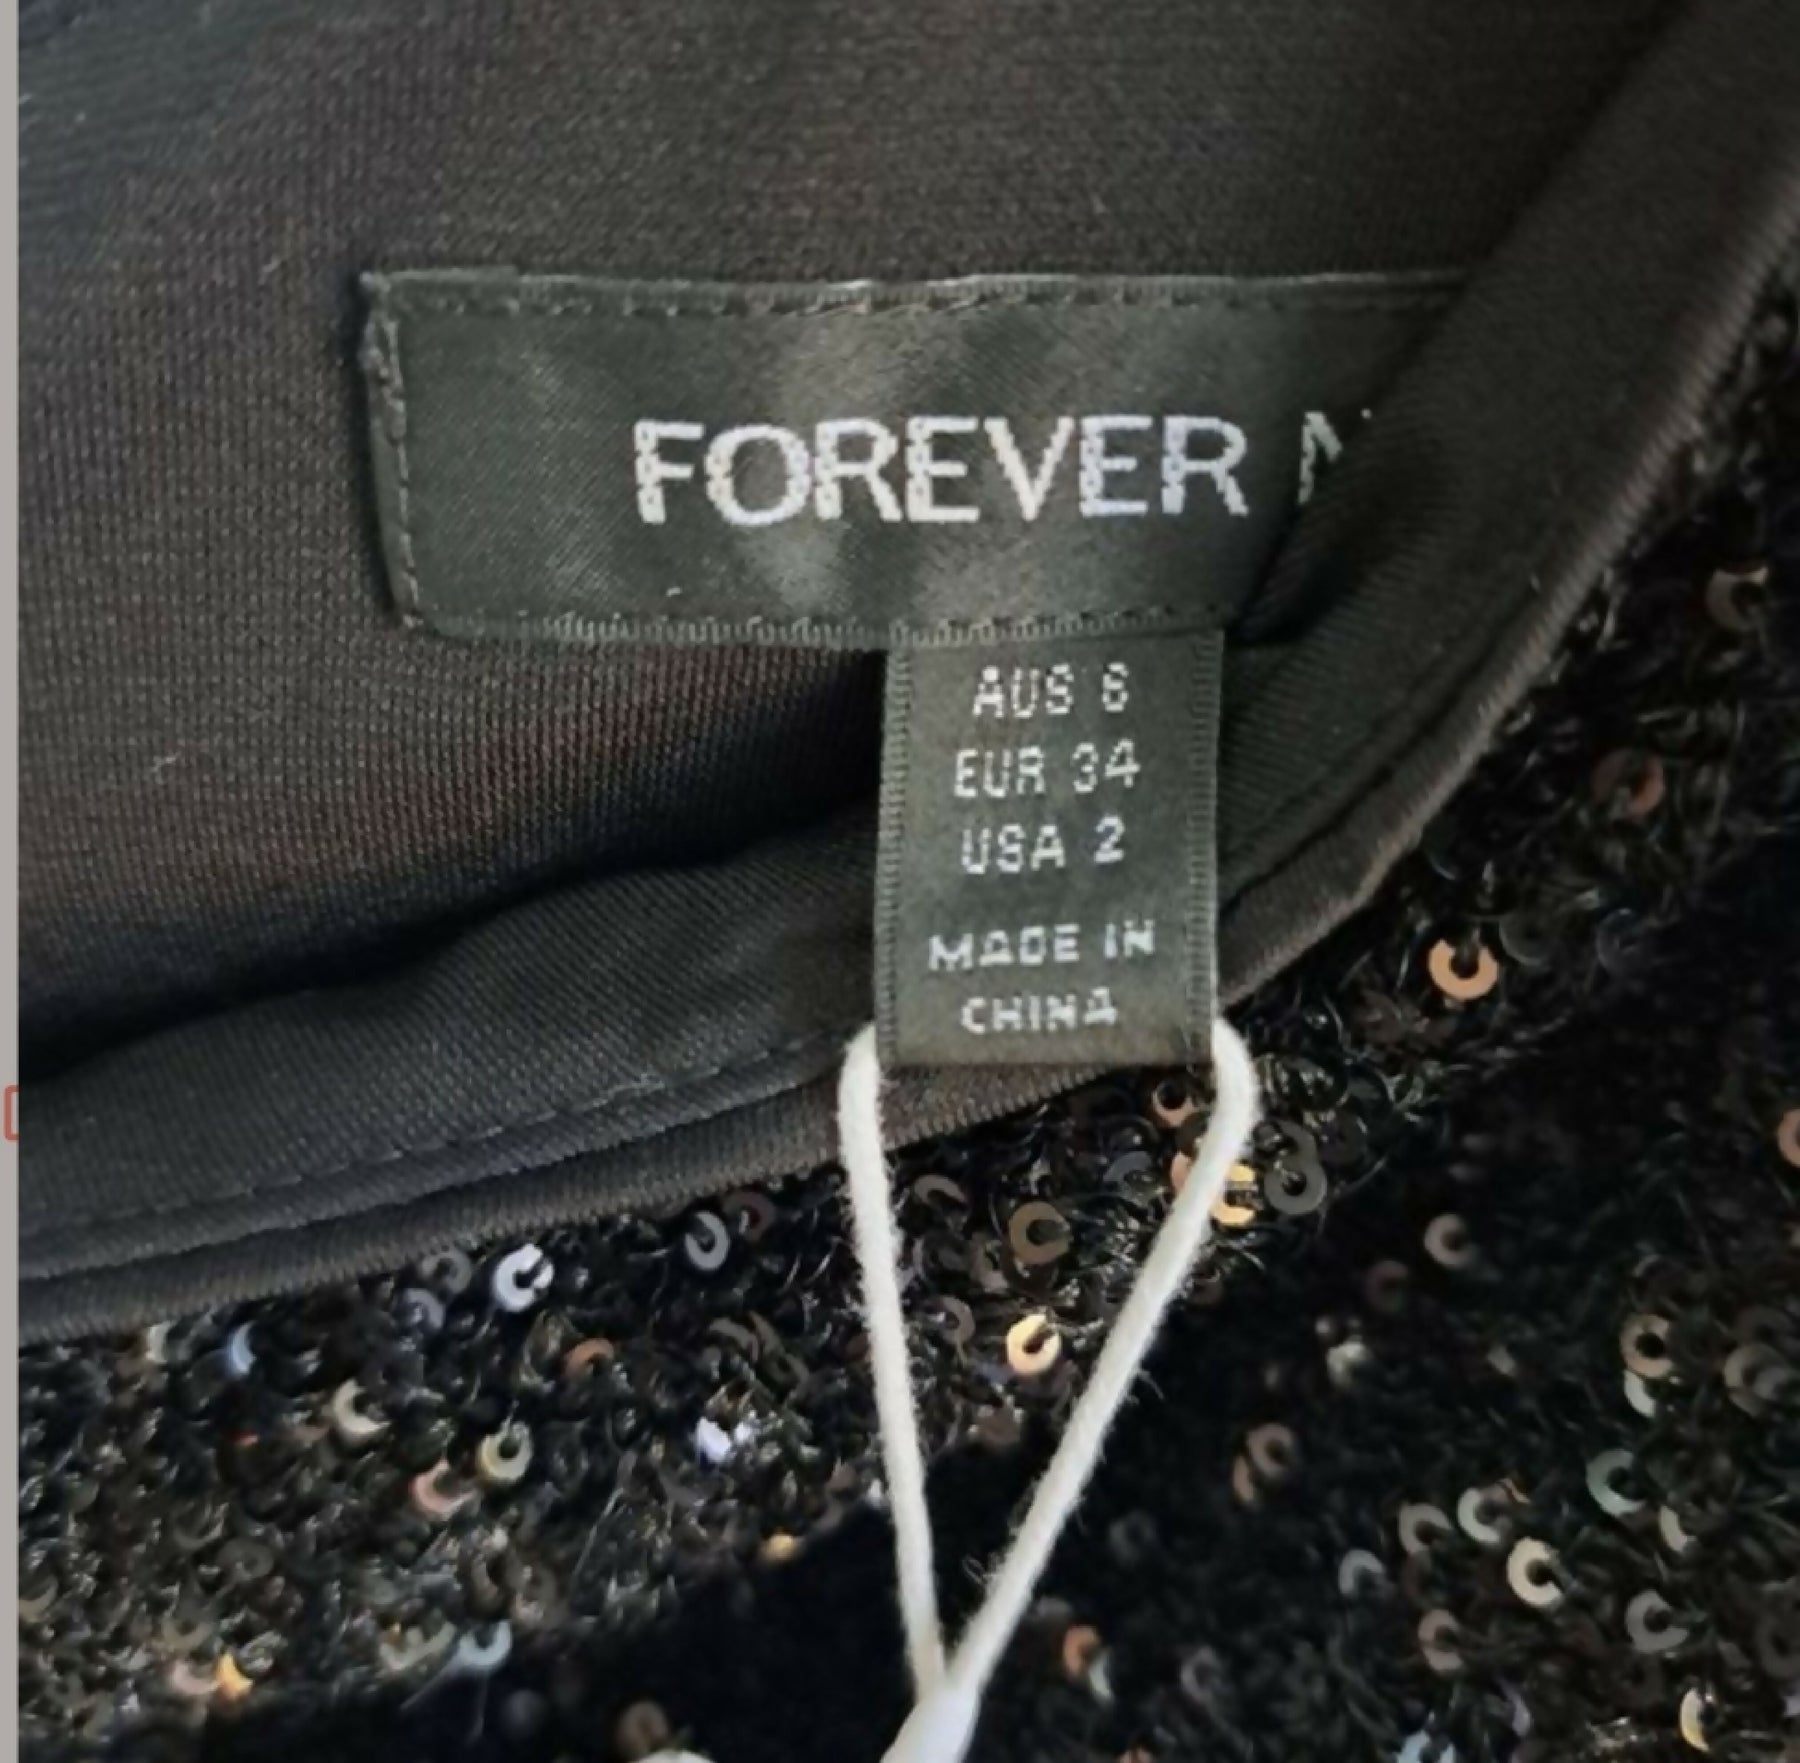 FOREVER N
AUS 6
EUR 34
USA 2
MADE IN
CHINA